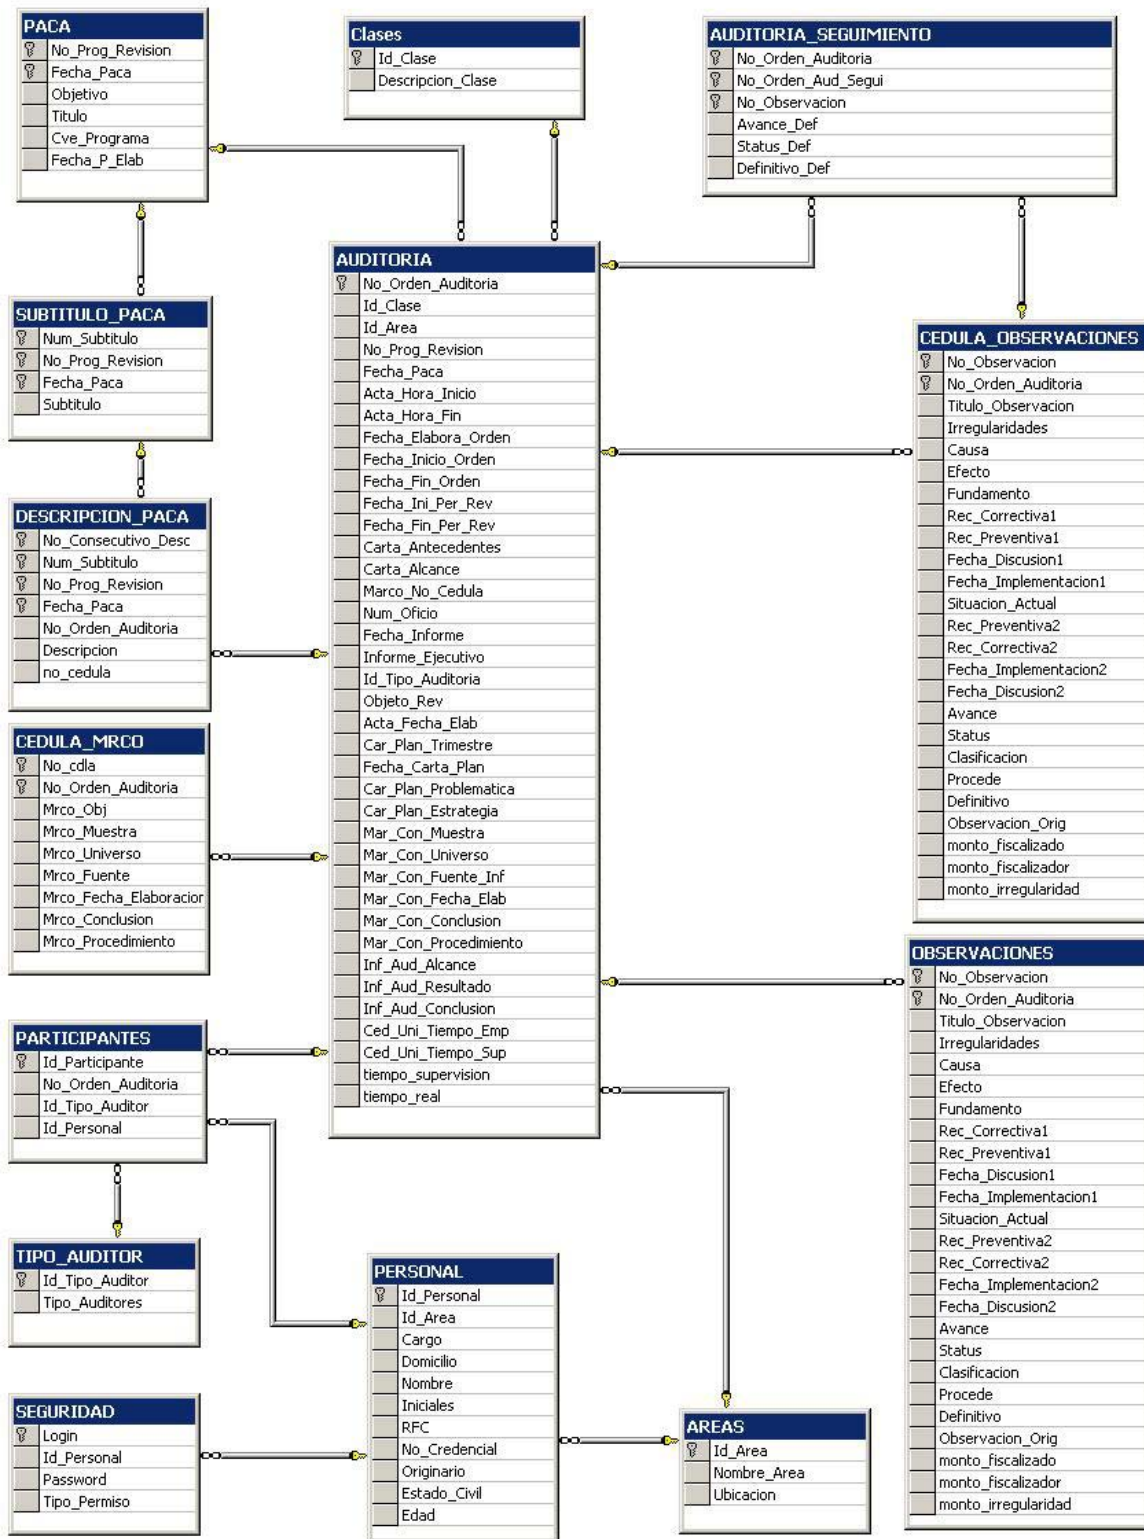 PACA
No_Prog_Revision
Fecha_Paca
Objetivo
Titulo
Cve_Programa
Fecha_P_Elab
Clases
Id_Clase
Descripcion_Clase
AUDITORIA_SEGUIMIENTO
No_Orden_Auditoria
No_Orden_Aud_Segui
No_Observacion
Avance_Def
Status_Def
Definitivo_Def
SUBTITULO_PACA
Num_Subtitulo
No_Prog_Revision
Fecha_Paca
Subtitulo
DESCRIPCION_PACA
No_Consecutivo_Desc
Num_Subtitulo
No_Prog_Revision
Fecha_Paca
No_Orden_Auditoria
Descripcion
no_cedula
CEDULA_MRCO
No_cdla
No_Orden_Auditoria
Mrco_Obj
Mrco_Muestra
Mrco_Universo
Mrco_Fuente
Mrco_Fecha_Elaboracior
Mrco_Conclusion
Mrco_Procedimiento
PARTICIPANTES
Id_Participante
No_Orden_Auditoria
Id_Tipo_Auditor
Id_Personal
TIPO_AUDITOR
Id_Tipo_Auditor
Tipo_Auditores
SEGURIDAD
Login
Id_Personal
Password
Tipo_Permiso
AUDITORIA
No_Orden_Auditoria
Id_Clase
Id_Area
No_Prog_Revision
Fecha_Paca
Acta_Hora_Inicio
Acta_Hora_Fin
Fecha_Elabora_Orden
Fecha_Inicio_Orden
Fecha_Fin_Orden
Fecha_Ini_Per_Rev
Fecha_Fin_Per_Rev
Carta_Antecedentes
Carta_Alcance
Marco_No_Cedula
Num_Oficio
Fecha_Informe
Informe_Ejecutivo
Id_Tipo_Auditoria
Objeto_Rev
Acta_Fecha_Elab
Car_Plan_Trimestre
Fecha_Carta_Plan
Car_Plan_Problematica
Car_Plan_Estrategia
Mar_Con_Muestra
Mar_Con_Universo
Mar_Con_Fuente_Inf
Mar_Con_Fecha_Elab
Mar_Con_Conclusion
Mar_Con_Procedimiento
Inf_Aud_Alcance
Inf_Aud_Resultado
Inf_Aud_Conclusion
Ced_Uni_Tiempo_Emp
Ced_Uni_Tiempo_Sup
tiempo_supervision
tiempo_real
PERSONAL
Id_Personal
Id_Area
Cargo
Domicilio
Nombre
Iniciales
RFC
No_Credencial
Originario
Estado_Civil
Edad
AREAS
Id_Area
Nombre_Area
Ubicacion
CEDULA_OBSERVACIONES
No_Observacion
No_Orden_Auditoria
Titulo_Observacion
Irregularidades
Causa
Efecto
Fundamento
Rec_Correctiva1
Rec_Preventiva1
Fecha_Discusion1
Fecha_Implementacion1
Situacion_Actual
Rec_Preventiva2
Rec_Correctiva2
Fecha_Implementacion2
Fecha_Discusion2
Avance
Status
Clasificacion
Procede
Definitivo
Observacion_Orig
monto_fiscalizado
monto_fiscalizador
monto_irregularidad
OBSERVACIONES
No_Observacion
No_Orden_Auditoria
Titulo_Observacion
Irregularidades
Causa
Efecto
Fundamento
Rec_Correctiva1
Rec_Preventiva1
Fecha_Discusion1
Fecha_Implementacion1
Situacion_Actual
Rec_Preventiva2
Rec_Correctiva2
Fecha_Implementacion2
Fecha_Discusion2
Avance
Status
Clasificacion
Procede
Definitivo
Observacion_Orig
monto_fiscalizado
monto_fiscalizador
monto_irregularidad